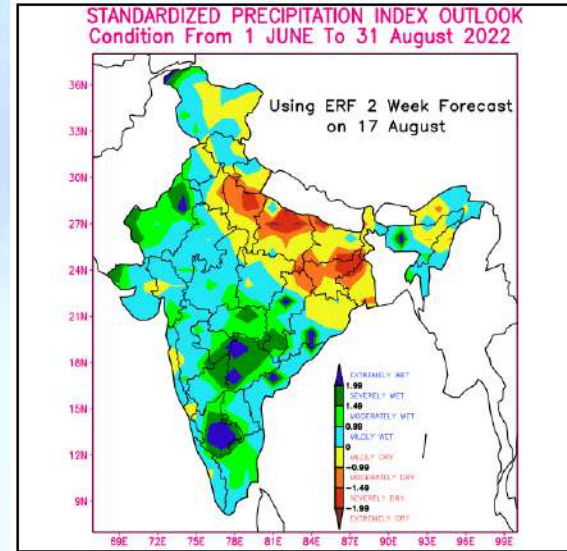 STANDARDIZED PRECIPITATION INDEX OUTLOOK
Condition From 1 JUNE To 31 August 2022
Using ERF 2 Week Forecast
on 17 August
36N
33N
30N
27N
24N
21N
18N
15N
12N
9N
EXTREMELY WET
1.99
SEVERELY WET
1.49
MODERATELY WET
0.99
MILDLY WET
0
MILDLY DRY
-0.99
MODERATELY DRY
-1.49
SEVERELY DRY
-1.99
EXTREMELY DRY
69E 72E 75E 78E 81E 84E 87E 90E 93E 96E 99E